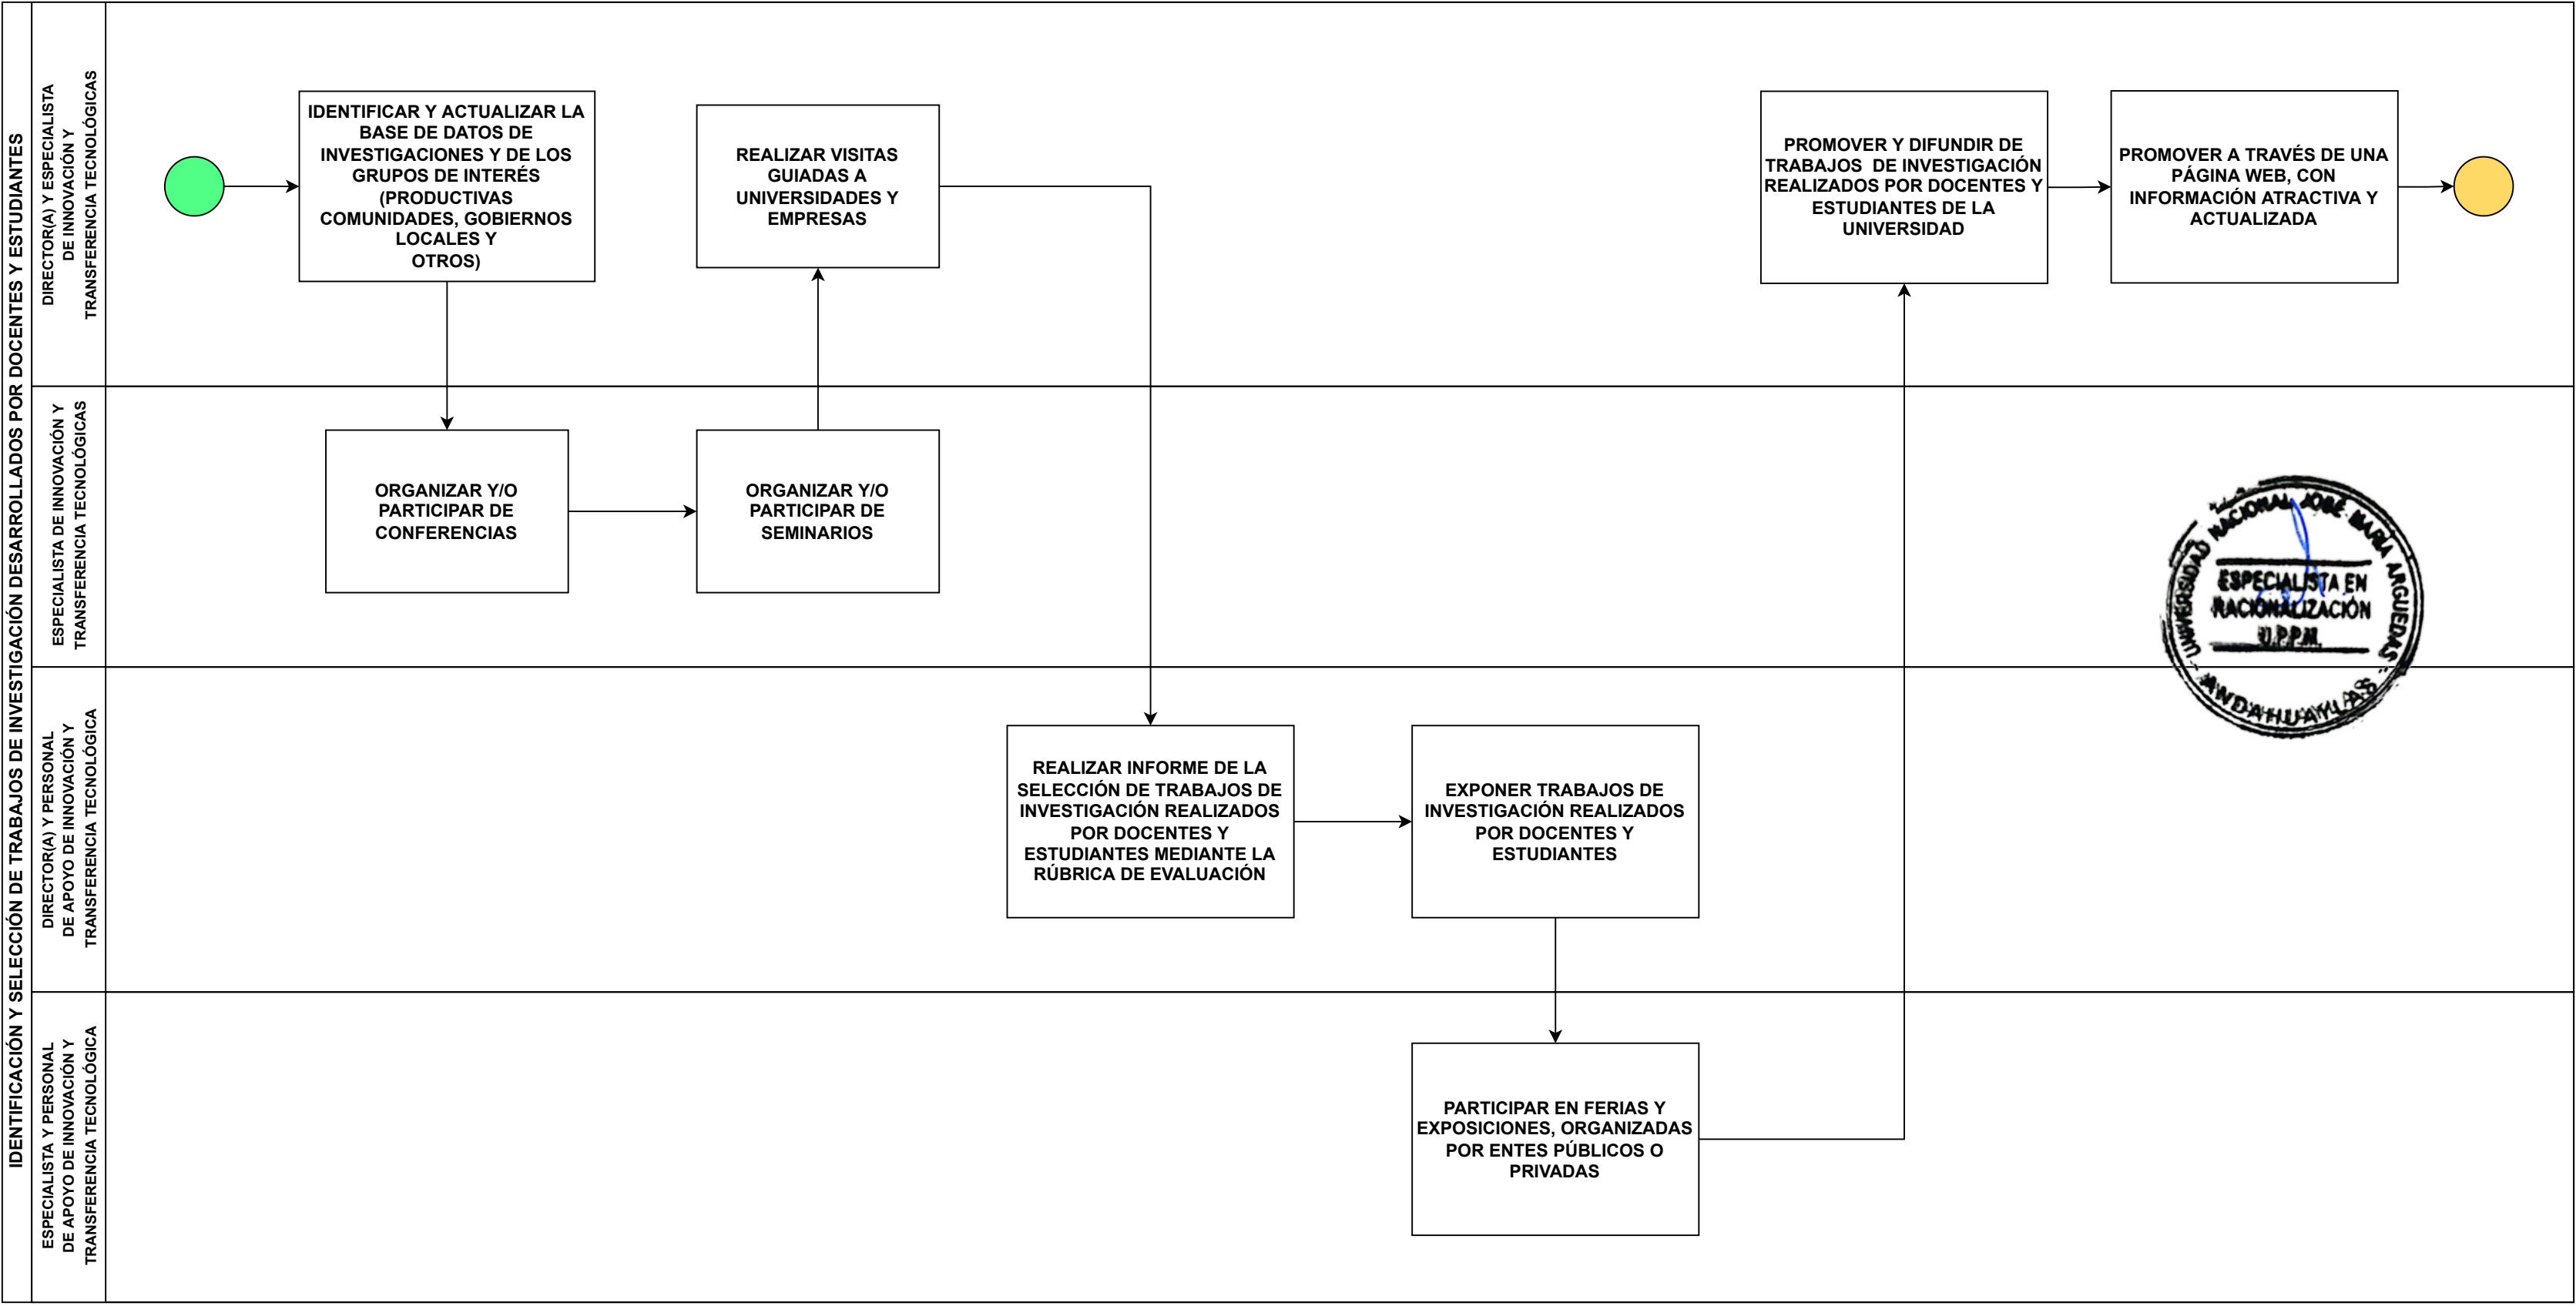 IDENTIFICACIÓN Y SELECCIÓN DE TRABAJOS DE INVESTIGACIÓN DESARROLLADOS POR DOCENTES Y ESTUDIANTES
DIRECTOR(A) Y ESPECIALISTA
DE INNOVACIÓN Y
TRANSFERENCIA TECNOLÓGICAS
IDENTIFICAR Y ACTUALIZAR LA
BASE DE DATOS DE
INVESTIGACIONES Y DE LOS
GRUPOS DE INTERÉS
(PRODUCTIVAS
COMUNIDADES, GOBIERNOS
LOCALES Y
OTROS)
REALIZAR VISITAS
GUIADAS A
UNIVERSIDADES Y
EMPRESAS
PROMOVER Y DIFUNDIR DE
TRABAJOS DE INVESTIGACIÓN
REALIZADOS POR DOCENTES Y
ESTUDIANTES DE LA
UNIVERSIDAD
PROMOVER A TRAVÉS DE UNA
PÁGINA WEB, CON
INFORMACIÓN ATRACTIVA Y
ACTUALIZADA
ESPECIALISTA DE INNOVACIÓN Y
TRANSFERENCIA TECNOLÓGICAS
ORGANIZAR Y/O
PARTICIPAR DE
CONFERENCIAS
ORGANIZAR Y/O
PARTICIPAR DE
SEMINARIOS
UNIVERSIDAD NACIONAL JOSÉ MARÍA ARGUEDAS
ESPECIALISTA EN
RACIONALIZACIÓN
U.P.P.M.
- ANDAHUAYLAS -
DIRECTOR(A) Y PERSONAL
DE APOYO DE INNOVACIÓN Y
TRANSFERENCIA TECNOLÓGICA
REALIZAR INFORME DE LA
SELECCIÓN DE TRABAJOS DE
INVESTIGACIÓN REALIZADOS
POR DOCENTES Y
ESTUDIANTES MEDIANTE LA
RÚBRICA DE EVALUACIÓN
EXPONER TRABAJOS DE
INVESTIGACIÓN REALIZADOS
POR DOCENTES Y
ESTUDIANTES
ESPECIALISTA Y PERSONAL
DE APOYO DE INNOVACIÓN Y
TRANSFERENCIA TECNOLÓGICA
PARTICIPAR EN FERIAS Y
EXPOSICIONES, ORGANIZADAS
POR ENTES PÚBLICOS O
PRIVADAS